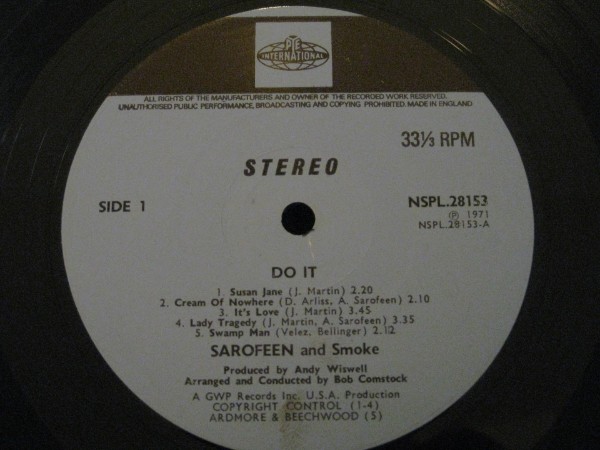 PYE
INTERNATIONAL
ALL RIGHTS OF THE MANUFACTURERS AND OWNER OF THE RECORDED WORK RESERVED.
UNAUTHORISED PUBLIC PERFORMANCE, BROADCASTING AND COPYING PROHIBITED. MADE IN ENGLAND
33⅓ RPM
STEREO
SIDE 1
NSPL.28153
Ⓟ 1971
NSPL.28153-A
DO IT
1. Susan Jane (J. Martin) 2.20
2. Cream Of Nowhere (D. Arliss, A. Sarofeen) 2.10
3. It's Love (J. Martin) 3.45
4. Lady Tragedy (J. Martin, A. Sarofeen) 3.35
5. Swamp Man (Velez, Bellinger) 2.12
SAROFEEN and Smoke
Produced by Andy Wiswell
Arranged and Conducted by Bob Comstock
A GWP Records Inc. U.S.A. Production
COPYRIGHT CONTROL (1-4)
ARDMORE & BEECHWOOD (5)